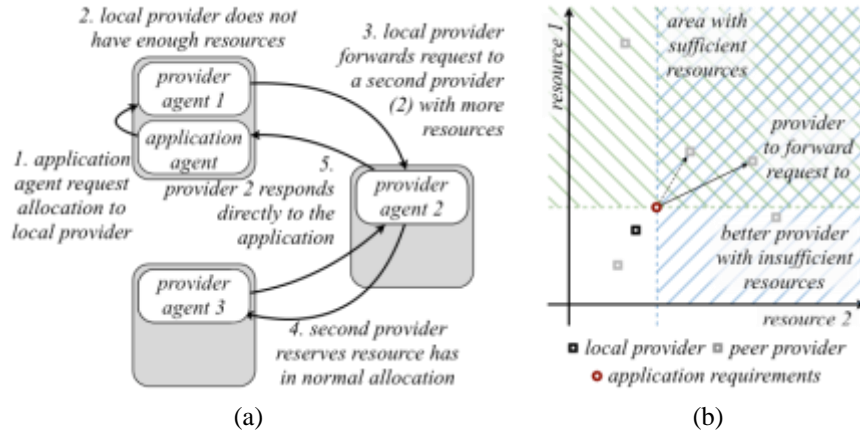 2. local provider does not
have enough resources
3. local provider
forwards request to
a second provider
(2) with more
resources
provider
agent 1
application
agent
1. application
agent request
allocation to
local provider
5.
provider 2 responds
directly to the
application
provider
agent 2
provider
agent 3
4. second provider
reserves resource has
in normal allocation
(a)
resource 1
area with
sufficient
resources
provider
to forward
request to
better provider
with insufficient
resources
resource 2
local provider
peer provider
application requirements
(b)